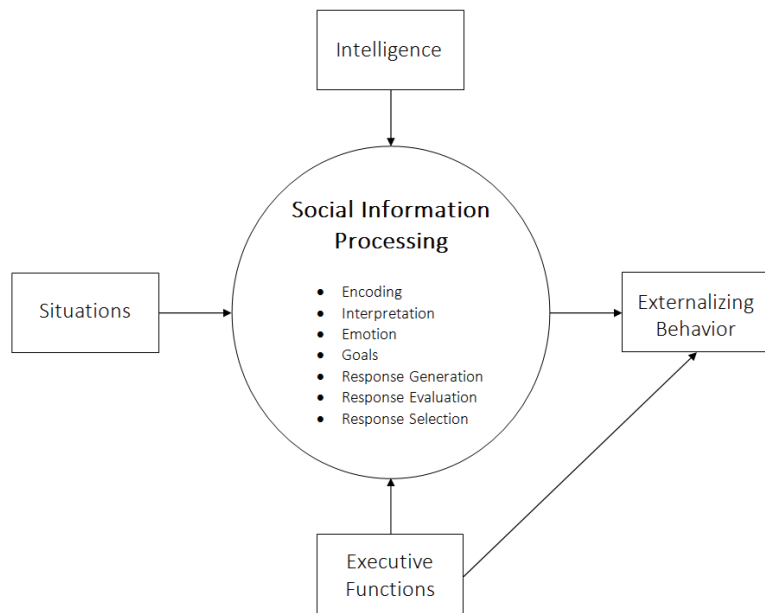 Intelligence
Social Information
Processing
● Encoding
● Interpretation
● Emotion
● Goals
● Response Generation
● Response Evaluation
● Response Selection
Situations
Externalizing
Behavior
Executive
Functions